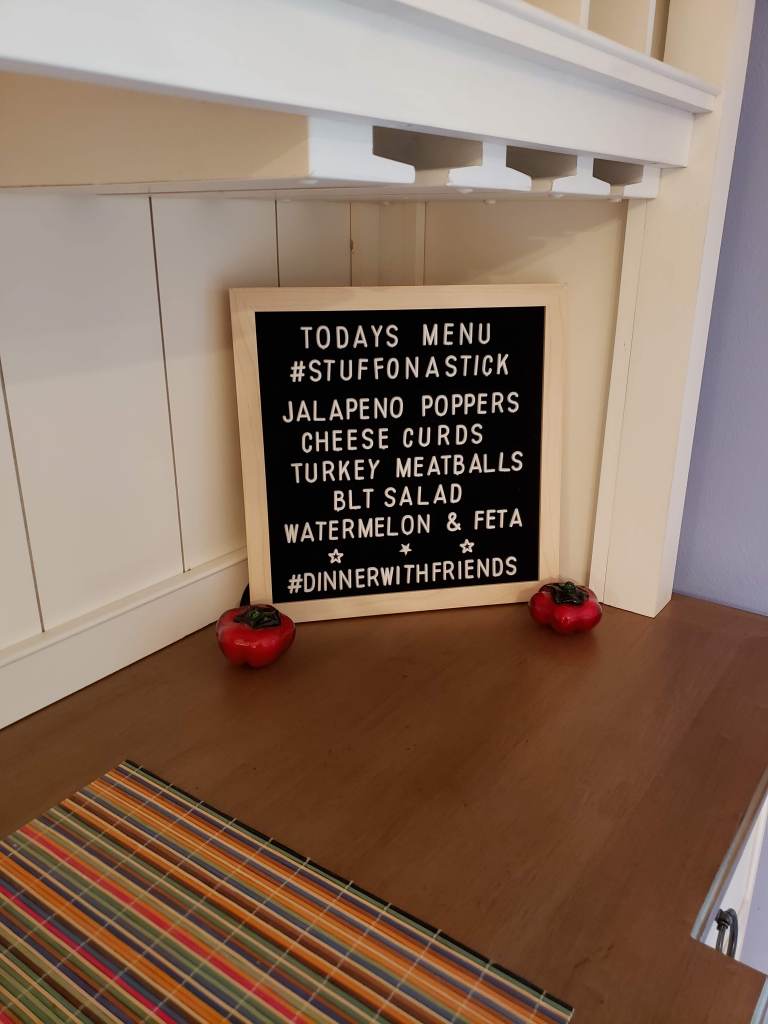 TODAYS MENU
#STUFFONASTICK
JALAPENO POPPERS
CHEESE CURDS
TURKEY MEATBALLS
BLT SALAD
WATERMELON & FETA
#DINNERWITHFRIENDS